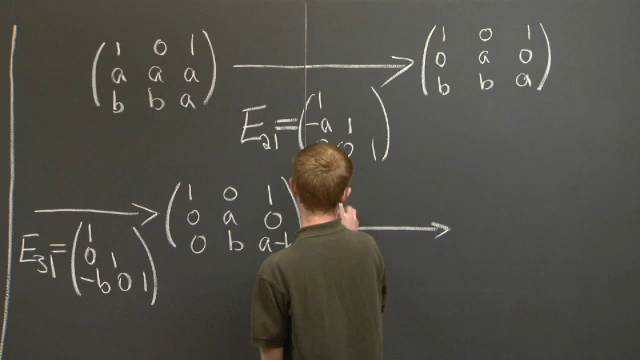 1 0 1
a a a
b b a
1 0 1
0 a 0
b b a
E21 =
1
-a 1
0 1
1 0 1
0 a 0
0 b a-
E31 =
1
0 1
-b 0 1